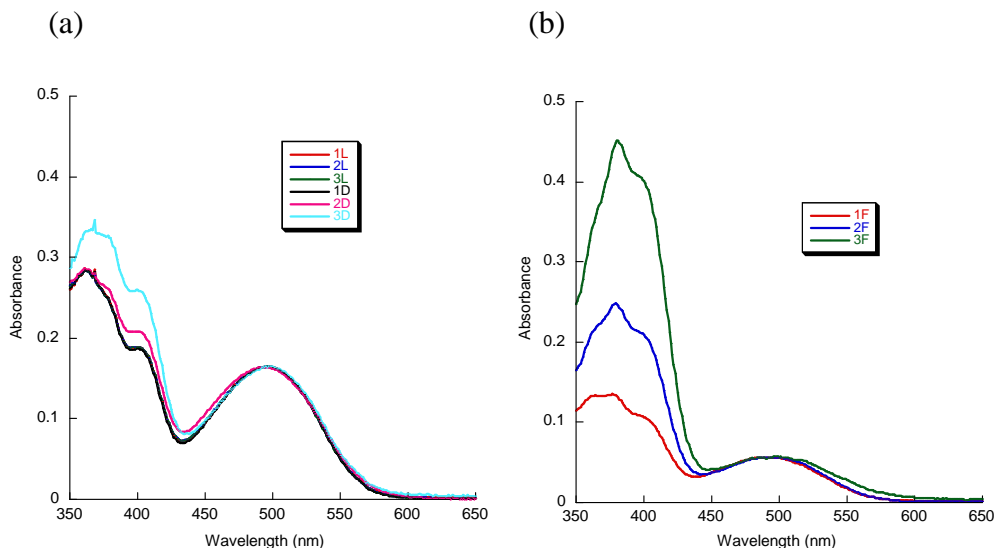 (a)
0.5
0.4
0.3
0.2
0.1
0
Absorbance
1L
2L
3L
1D
2D
3D
350 400 450 500 550 600 650
Wavelength (nm)
(b)
0.5
0.4
0.3
0.2
0.1
0
Absorbance
1F
2F
3F
350 400 450 500 550 600 650
Wavelength (nm)